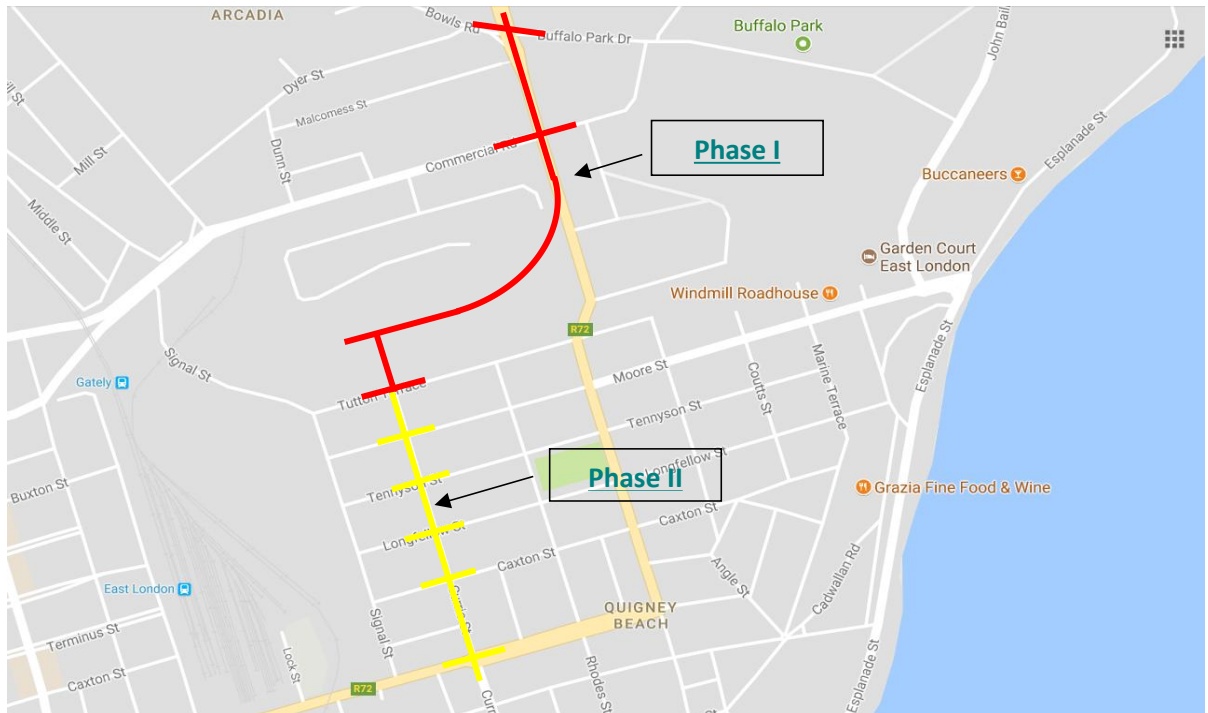 ARCADIA
Bowls Rd
Buffalo Park Dr
Buffalo Park
John Bail
Dyer St
Malcomess St
Mill St
Dunn St
Commercial Rd
Phase I
Esplanade St
Buccaneers
Middle St
Garden Court
East London
Windmill Roadhouse
R72
Signal St
Gately
Moore St
Coutts St
Marine Terrace
Esplanade St
Tutton Terrace
Tennyson St
Longfellow St
Phase II
Tennyson St
Grazia Fine Food & Wine
Buxton St
Caxton St
Longfellow St
Caxton St
Angle St
Cadwallan Rd
East London
QUIGNEY
BEACH
Signal St
Terminus St
Lock St
Rhodes St
Esplanade St
Caxton St
R72